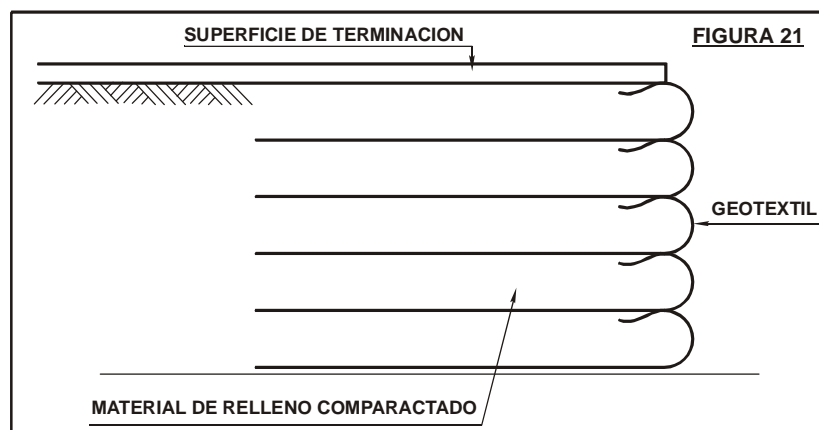 SUPERFICIE DE TERMINACION
FIGURA 21
GEOTEXTIL
MATERIAL DE RELLENO COMPARACTADO